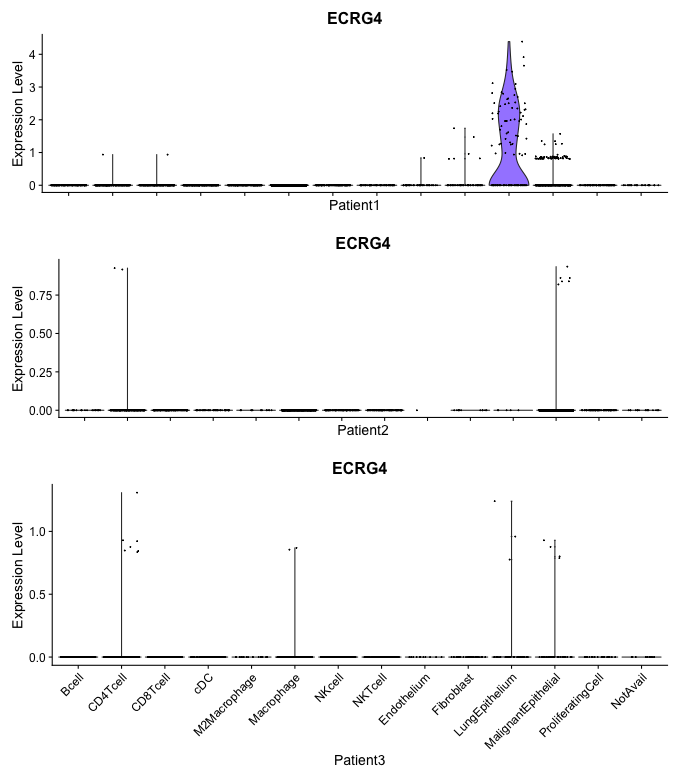 ECRG4
Expression Level
4
3
2
1
0
Patient1
ECRG4
Expression Level
0.75
0.50
0.25
0.00
Patient2
ECRG4
Expression Level
1.0
0.5
0.0
Bcell
CD4Tcell
CD8Tcell
cDC
M2Macrophage
Macrophage
NKcell
NKTcell
Endothelium
Fibroblast
LungEpithelium
MalignantEpithelial
ProliferatingCell
NotAvail
Patient3